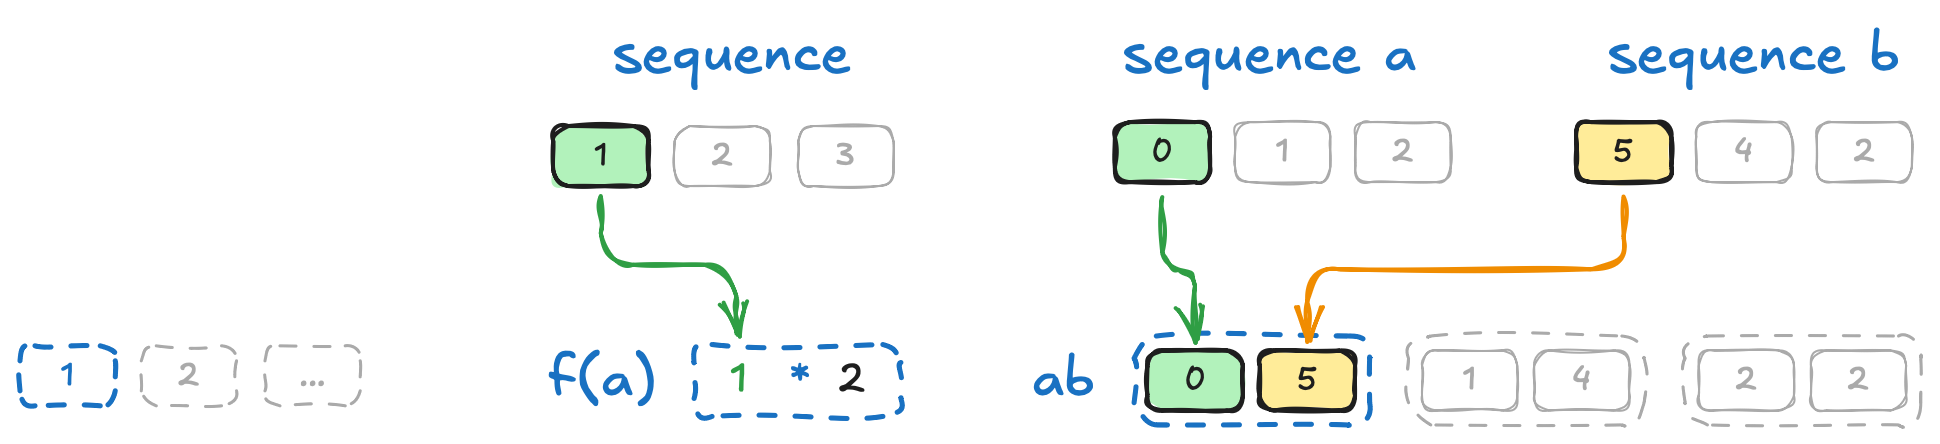 sequence sequence a sequence b
1 2 3 0 1 2 5 4 2
1 2 ... f(a) 1 * 2 ab 0 5 1 4 2 2